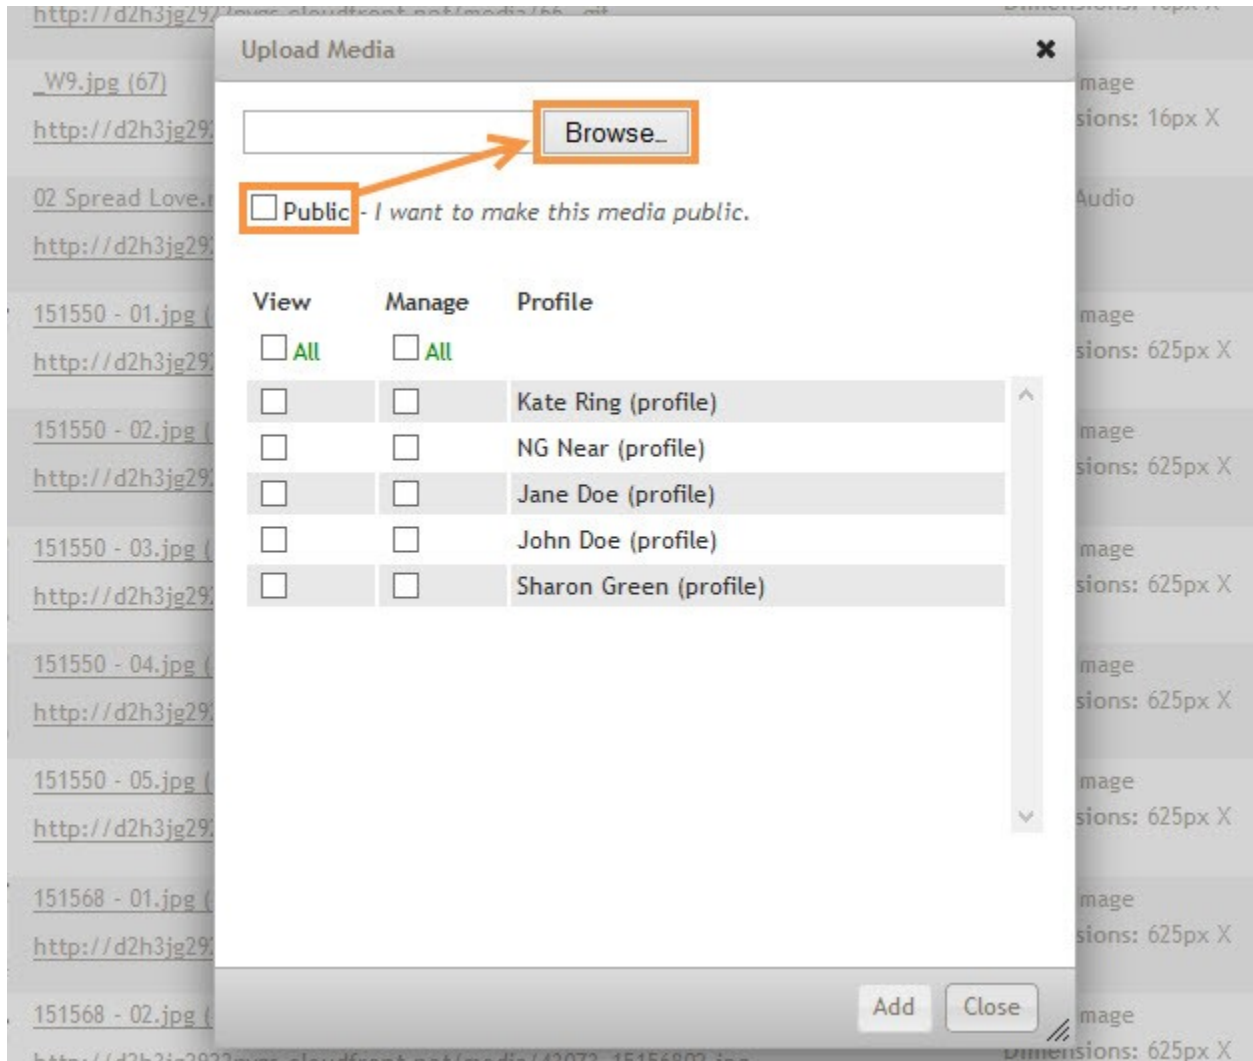 Upload Media
Browse...
Public - I want to make this media public.
View Manage Profile
All All
Kate Ring (profile)
NG Near (profile)
Jane Doe (profile)
John Doe (profile)
Sharon Green (profile)
Add Close
_W9.jpg (67)
http://d2h3jg29
02 Spread Love.
http://d2h3jg29
151550 - 01.jpg (
http://d2h3jg29
151550 - 02.jpg (
http://d2h3jg29
151550 - 03.jpg (
http://d2h3jg29
151550 - 04.jpg (
http://d2h3jg29
151550 - 05.jpg (
http://d2h3jg29
151568 - 01.jpg (
http://d2h3jg29
151568 - 02.jpg (
mage
sions: 16px X
Audio
mage
sions: 625px X
mage
sions: 625px X
mage
sions: 625px X
mage
sions: 625px X
mage
sions: 625px X
mage
sions: 625px X
mage
Dimensions: 625px X